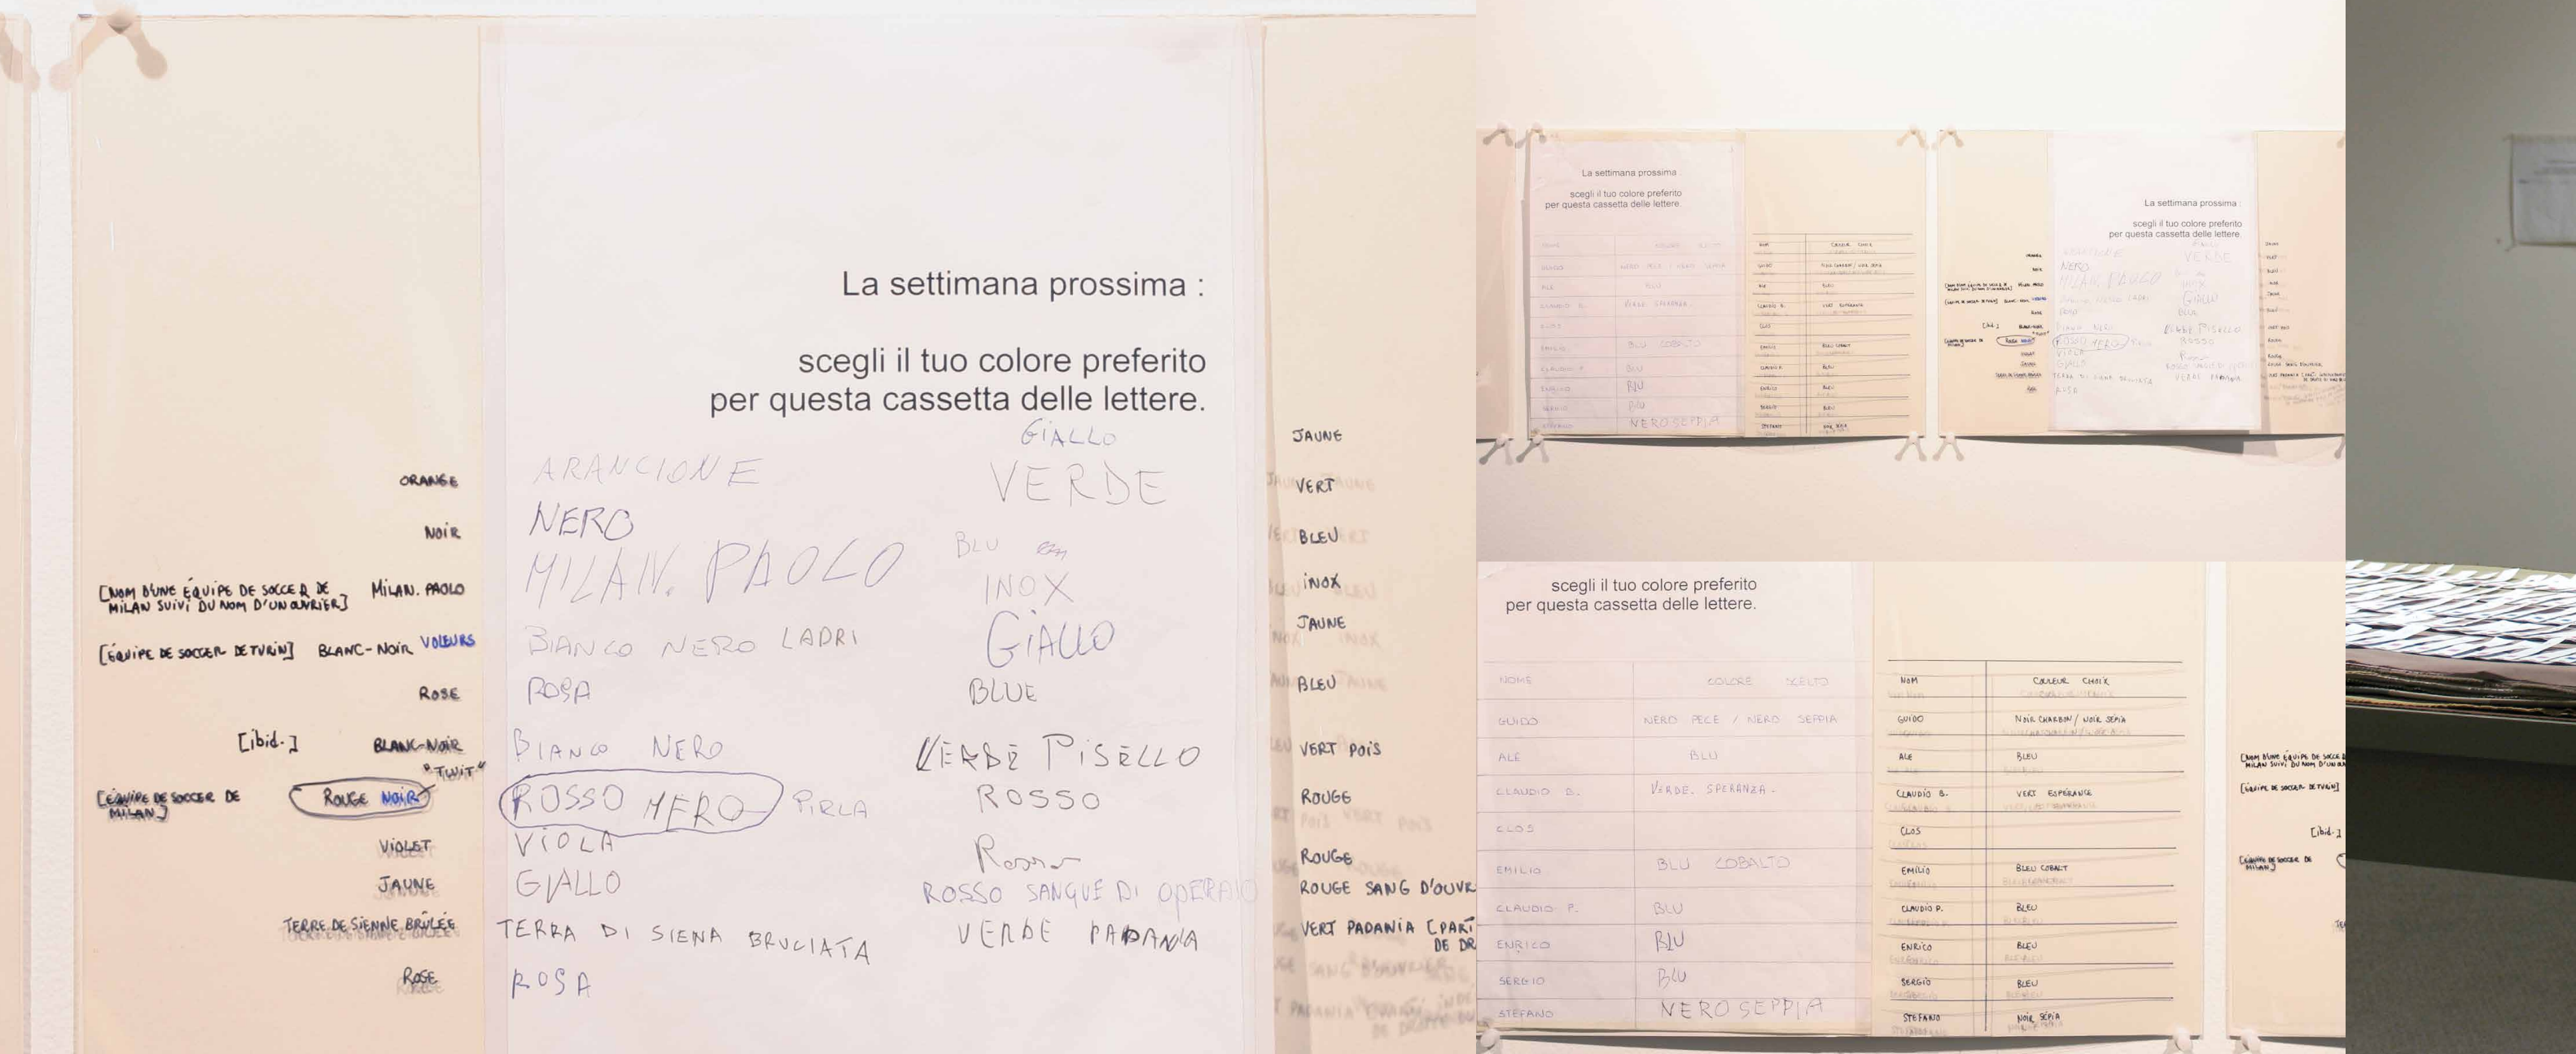 La settimana prossima :
scegli il tuo colore preferito
per questa cassetta delle lettere.
ORANGE
NOIR
[NOM D'UNE ÉQUIPE DE SOCCER DE
MILAN SUIVI DU NOM D'UN OUVRIER]
MILAN. PAOLO
[ÉQUIPE DE SOCCER DE TURIN] BLANC-NOIR VOLEURS
ROSE
[ibid.] BLANC-NOIR
"TWIT"
[ÉQUIPE DE SOCCER DE
MILAN]
ROUGE NOIR
VIOLET
JAUNE
TERRE DE SIENNE BRÛLÉE
ROSE
ARANCIONE
NERO
MILAN. PAOLO
BIANCO NERO LADRI
ROSA
BIANCO NERO
ROSSO NERO PIRLA
VIOLA
GIALLO
TERRA DI SIENA BRUCIATA
ROSA
GIALLO
VERDE
BLU
INOX
GIALLO
BLUE
VERDE PISELLO
ROSSO
Rosso
ROSSO SANGUE DI OPERAIO
VERDE PADANIA
JAUNE
VERT
BLEU
INOX
JAUNE
BLEU
VERT POIS
ROUGE
ROUGE
ROUGE SANG D'OUVR
VERT PADANIA [PARTI
DE DR
La settimana prossima :
scegli il tuo colore preferito
per questa cassetta delle lettere.
La settimana prossima :
scegli il tuo colore preferito
per questa cassetta delle lettere.
scegli il tuo colore preferito
per questa cassetta delle lettere.
NOME COLORE SCELTO
GUIDO NERO PECE / NERO SEPPIA
ALE BLU
CLAUDIO B. VERDE. SPERANZA.
CLOS
EMILIO BLU COBALTO
CLAUDIO P. BLU
ENRICO BLU
SERGIO BLU
STEFANO NERO SEPPIA
NOM COULEUR CHOIX
GUIDO NOIR CHARBON / NOIR SÉPIA
ALE BLEU
CLAUDIO B. VERT ESPÉRANCE
CLOS
EMILIO BLEU COBALT
CLAUDIO P. BLEU
ENRICO BLEU
SERGIO BLEU
STEFANO NOIR SÉPIA